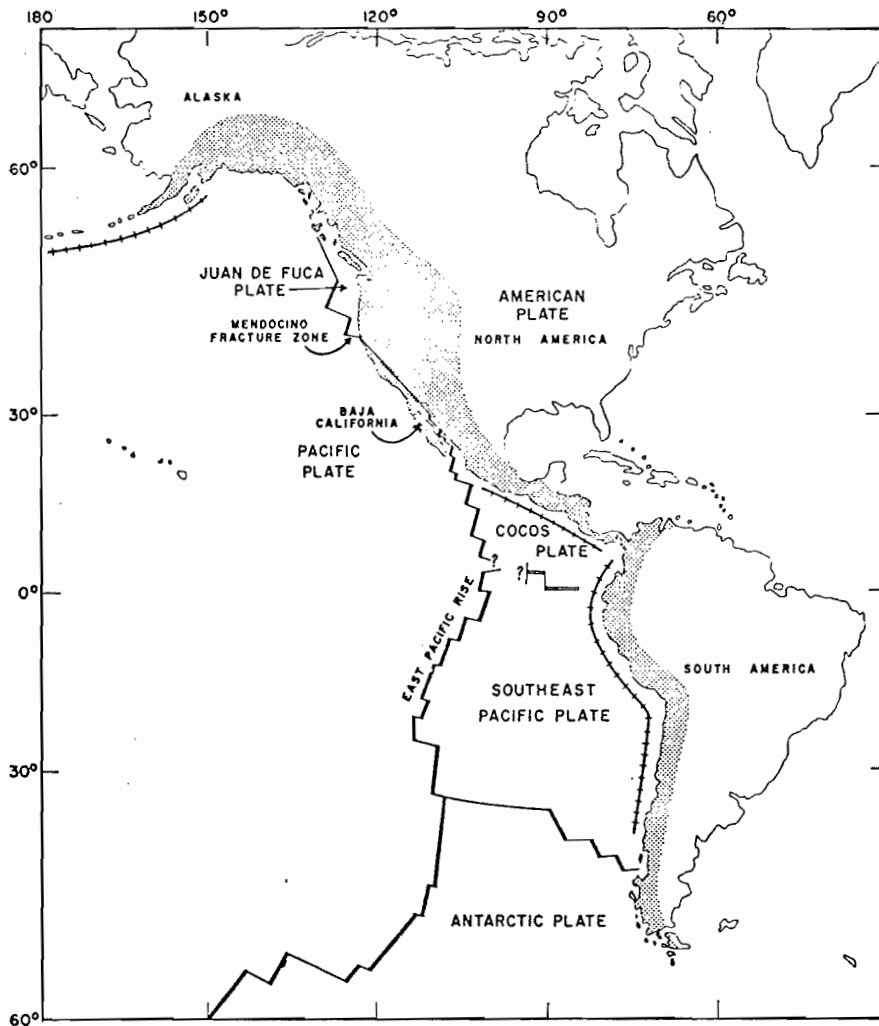 180 150° 120° 90° 60°
ALASKA
60°
JUAN DE FUCA
PLATE
AMERICAN
PLATE
MENDOCINO
FRACTURE ZONE
NORTH AMERICA
30°
BAJA
CALIFORNIA
PACIFIC
PLATE
COCOS
PLATE
?
?
0°
EAST PACIFIC RISE
SOUTH AMERICA
SOUTHEAST
PACIFIC PLATE
30°
ANTARCTIC PLATE
60°